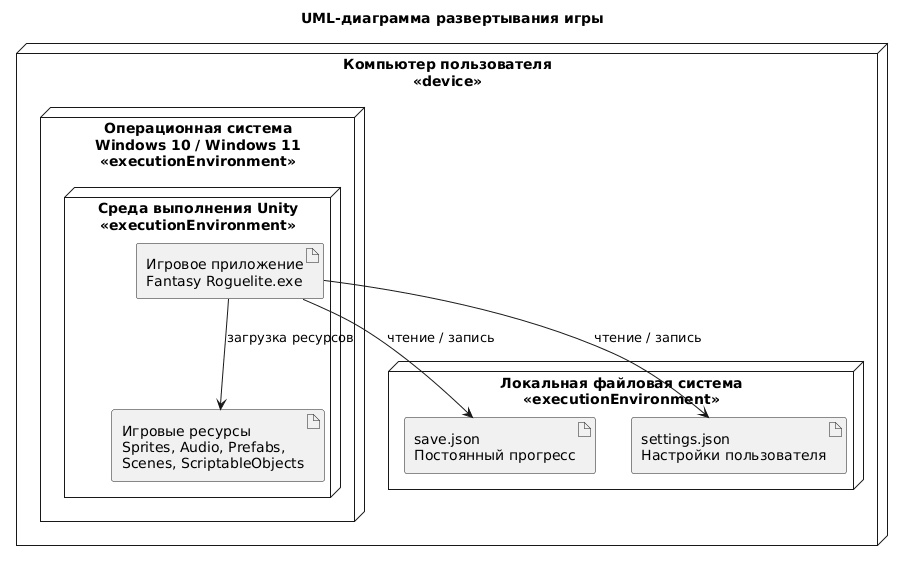 UML-диаграмма развертывания игры
Компьютер пользователя
«device»
Операционная система
Windows 10 / Windows 11
«executionEnvironment»
Среда выполнения Unity
«executionEnvironment»
Игровое приложение
Fantasy Roguelite.exe
загрузка ресурсов
чтение / запись
чтение / запись
Локальная файловая система
«executionEnvironment»
Игровые ресурсы
Sprites, Audio, Prefabs,
Scenes, ScriptableObjects
save.json
Постоянный прогресс
settings.json
Настройки пользователя